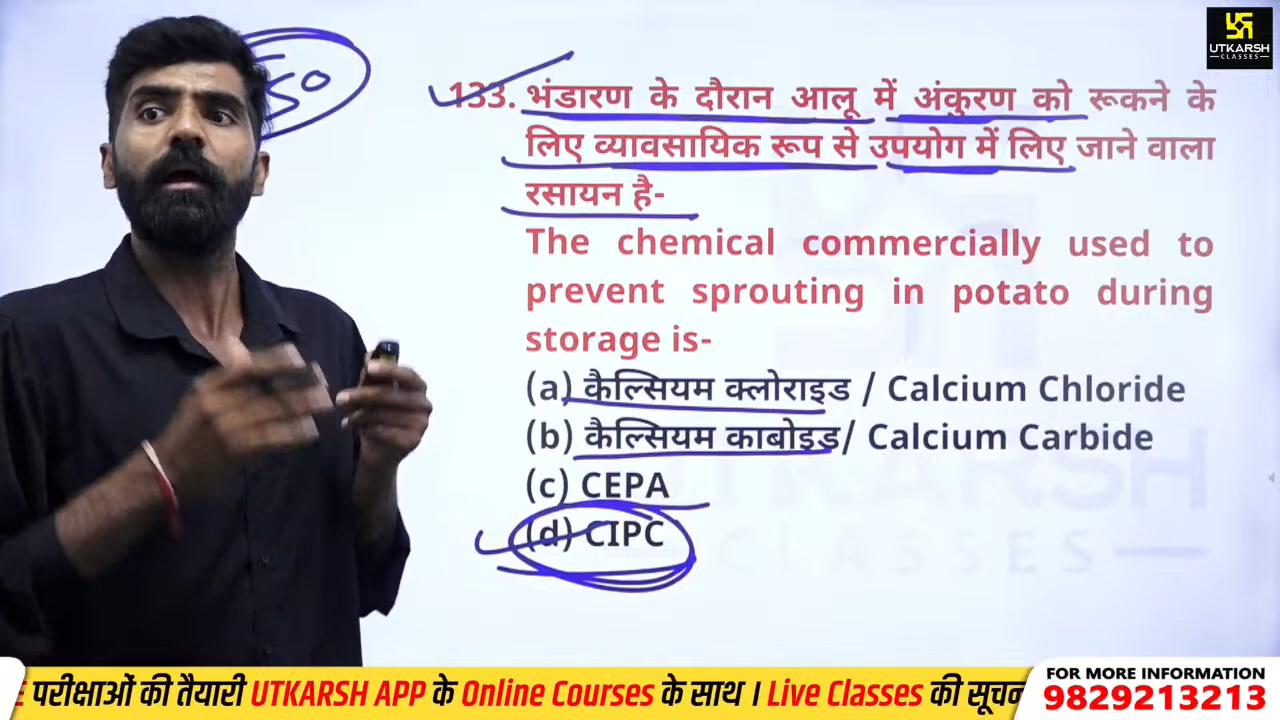 UTKARSH
CLASSES
50
133. भंडारण के दौरान आलू में अंकुरण को रूकने के
लिए व्यावसायिक रूप से उपयोग में लिए जाने वाला
रसायन है-
The chemical commercially used to
prevent sprouting in potato during
storage is-
(a) कैल्सियम क्लोराइड / Calcium Chloride
(b) कैल्सियम काबोइड/ Calcium Carbide
(c) CEPA
(d) CIPC
CLASSES
E परीक्षाओं की तैयारी UTKARSH APP के Online Courses के साथ । Live Classes की सूचन
FOR MORE INFORMATION
9829213213